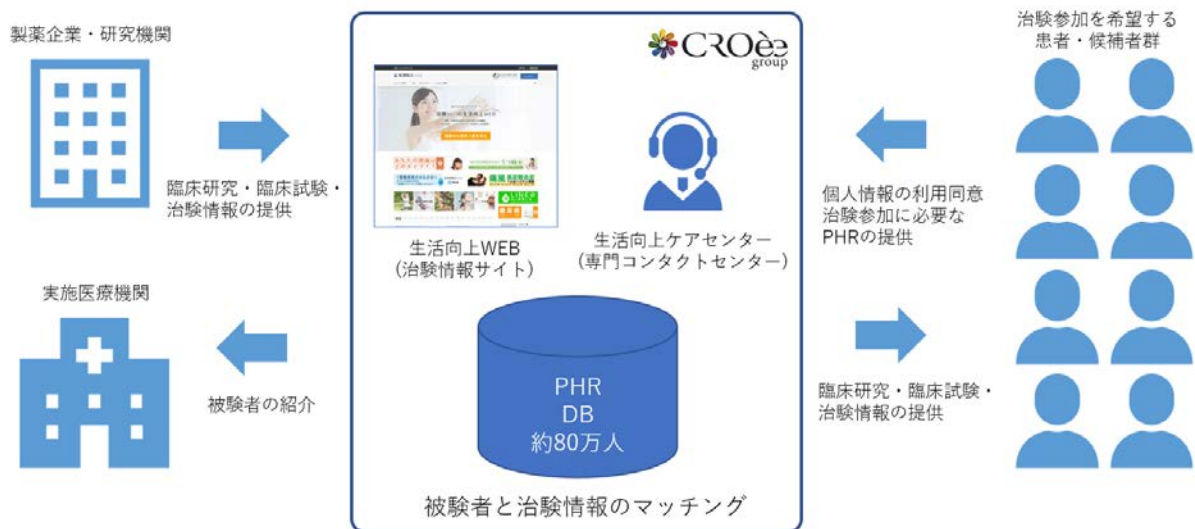 製薬企業・研究機関
臨床研究・臨床試験・
治験情報の提供
実施医療機関
被験者の紹介
CROèe
group
生活向上WEB
(治験情報サイト)
生活向上ケアセンター
(専門コンタクトセンター)
PHR
DB
約80万人
被験者と治験情報のマッチング
治験参加を希望する
患者・候補者群
個人情報の利用同意
治験参加に必要な
PHRの提供
臨床研究・臨床試験・
治験情報の提供